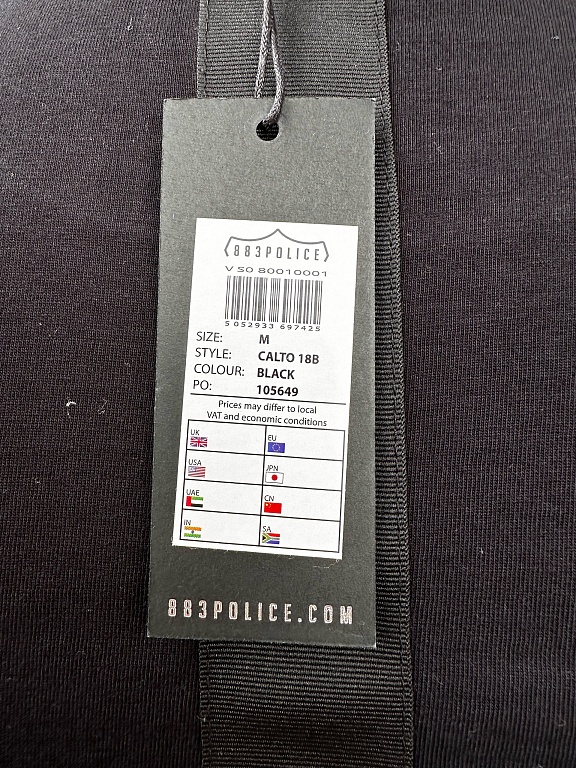 883POLICE
V S0 80010001
5 052933 697425
SIZE: M
STYLE: CALTO 18B
COLOUR: BLACK
PO: 105649
Prices may differ to local
VAT and economic conditions
UK EU
USA JPN
UAE CN
IN SA
883POLICE.COM